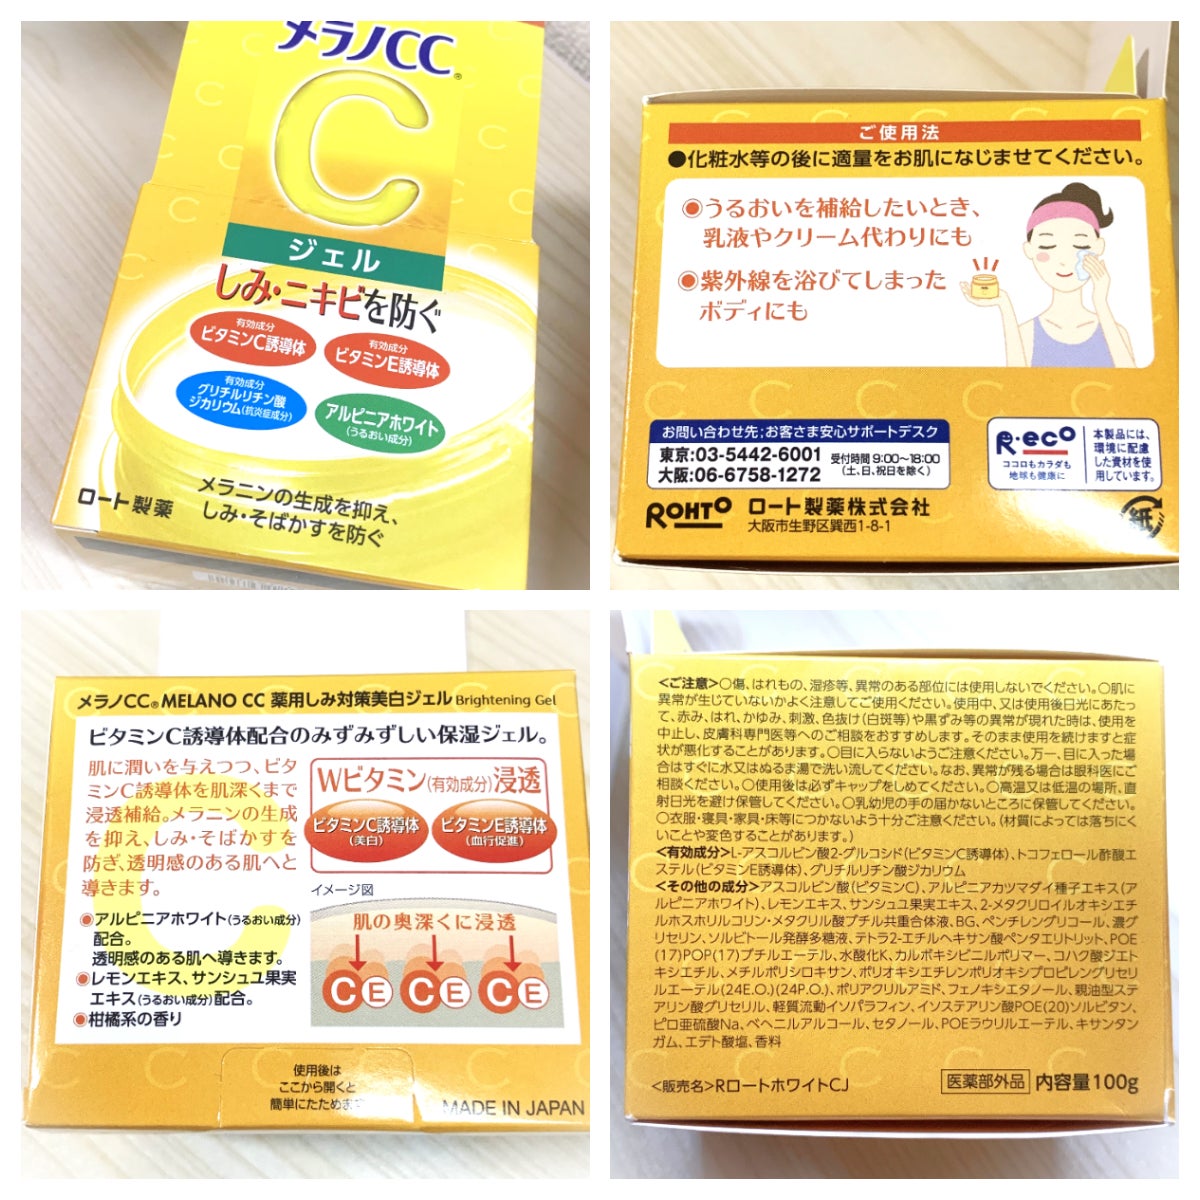 メラノCC®
C
ジェル
しみ・ニキビを防ぐ
有効成分
ビタミンC誘導体
有効成分
ビタミンE誘導体
有効成分
グリチルリチン酸
ジカリウム(抗炎症成分)
アルピニアホワイト
(うるおい成分)
メラニンの生成を抑え、
しみ・そばかすを防ぐ
ロート製薬
ご使用法
●化粧水等の後に適量をお肌になじませてください。
◉うるおいを補給したいとき、
乳液やクリーム代わりにも
◉紫外線を浴びてしまった
ボディにも
お問い合わせ先:お客さま安心サポートデスク
東京:03-5442-6001
大阪:06-6758-1272
受付時間 9:00~18:00
(土、日、祝日を除く)
R・eco
ココロもカラダも
地球も健康に
本製品には、
環境に配慮
した資材を使
用しています。
ROHTO ロート製薬株式会社
大阪市生野区巽西1-8-1
紙
メラノCC® MELANO CC 薬用しみ対策美白ジェル Brightening Gel
ビタミンC誘導体配合のみずみずしい保湿ジェル。
肌に潤いを与えつつ、ビタ
ミンC誘導体を肌深くまで
浸透補給。メラニンの生成
を抑え、しみ・そばかすを
防ぎ、透明感のある肌へと
導きます。
◉アルピニアホワイト(うるおい成分)
配合。
透明感のある肌へ導きます。
◉レモンエキス、サンシュユ果実
エキス(うるおい成分)配合。
◉柑橘系の香り
Wビタミン(有効成分)浸透
ビタミンC誘導体
(美白)
ビタミンE誘導体
(血行促進)
イメージ図
肌の奥深くに浸透
C E C E C E
使用後は
ここから開くと
簡単にたためます
MADE IN JAPAN
<ご注意>○傷、はれもの、湿疹等、異常のある部位には使用しないでください。○肌に
異常が生じていないかよく注意してご使用ください。使用中、又は使用後日光にあたっ
て、赤み、はれ、かゆみ、刺激、色抜け(白斑等)や黒ずみ等の異常が現れた時は、使用を
中止し、皮膚科専門医等へのご相談をおすすめします。そのまま使用を続けますと症
状が悪化することがあります。○目に入らないようご注意ください。万一、目に入った場
合はすぐに水又はぬるま湯で洗い流してください。なお、異常が残る場合は眼科医にご
相談ください。○使用後は必ずキャップをしめてください。○高温又は低温の場所、直
射日光を避け保管してください。○乳幼児の手の届かないところに保管してください。
○衣服・寝具・家具・床等につかないよう十分ご注意ください。(材質によっては落ちにく
いことや変色することがあります。)
<有効成分>L-アスコルビン酸2-グルコシド(ビタミンC誘導体)、トコフェロール酢酸エ
ステル(ビタミンE誘導体)、グリチルリチン酸ジカリウム
<その他の成分>アスコルビン酸(ビタミンC)、アルピニアカツマダイ種子エキス(ア
ルピニアホワイト)、レモンエキス、サンシュユ果実エキス、2-メタクリロイルオキシエチ
ルホスホリルコリン・メタクリル酸ブチル共重合体液、BG、ペンチレングリコール、濃グ
リセリン、ソルビトール発酵多糖液、テトラ2-エチルヘキサン酸ペンタエリトリット、POE
(17)POP(17)ブチルエーテル、水酸化K、カルボキシビニルポリマー、コハク酸ジエト
キシエチル、メチルポリシロキサン、ポリオキシエチレンポリオキシプロピレングリセリ
ルエーテル(24E.O.)(24P.O.)、ポリアクリルアミド、フェノキシエタノール、親油型ステ
アリン酸グリセリル、軽質流動イソパラフィン、イソステアリン酸POE(20)ソルビタン、
ピロ亜硫酸Na、ベヘニルアルコール、セタノール、POEラウリルエーテル、キサンタン
ガム、エデト酸塩、香料
<販売名>RロートホワイトCJ 医薬部外品 内容量100g